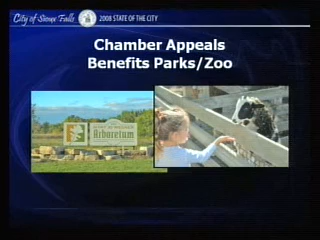 City of Sioux Falls 2008 STATE OF THE CITY
Chamber Appeals
Benefits Parks/Zoo
Arboretum